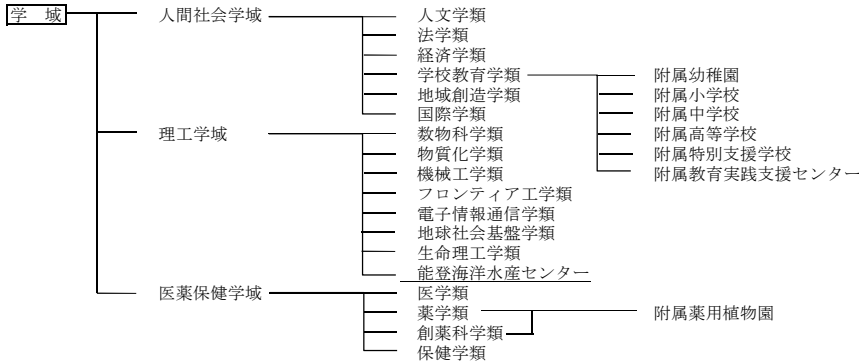 学　域　人間社会学域　人文学類
法学類
経済学類
学校教育学類　附属幼稚園
地域創造学類　附属小学校
国際学類　附属中学校
理工学域　数物科学類　附属高等学校
物質化学類　附属特別支援学校
機械工学類　附属教育実践支援センター
フロンティア工学類
電子情報通信学類
地球社会基盤学類
生命理工学類
能登海洋水産センター
医薬保健学域　医学類
薬学類　附属薬用植物園
創薬科学類
保健学類